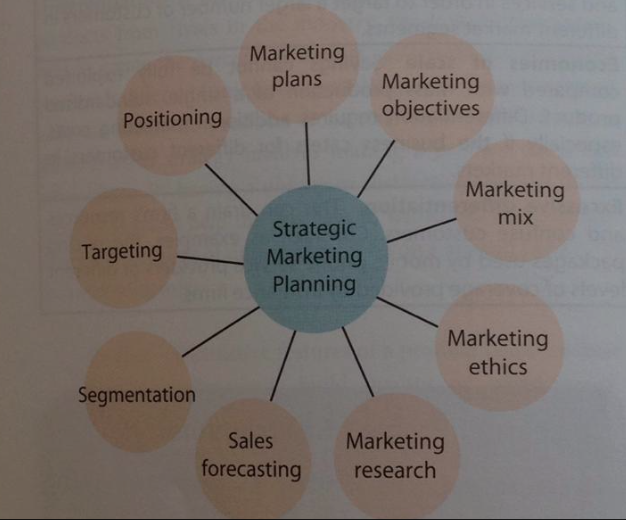 Marketing
plans
Marketing
objectives
Marketing
mix
Marketing
ethics
Marketing
research
Sales
forecasting
Segmentation
Targeting
Positioning
Strategic
Marketing
Planning